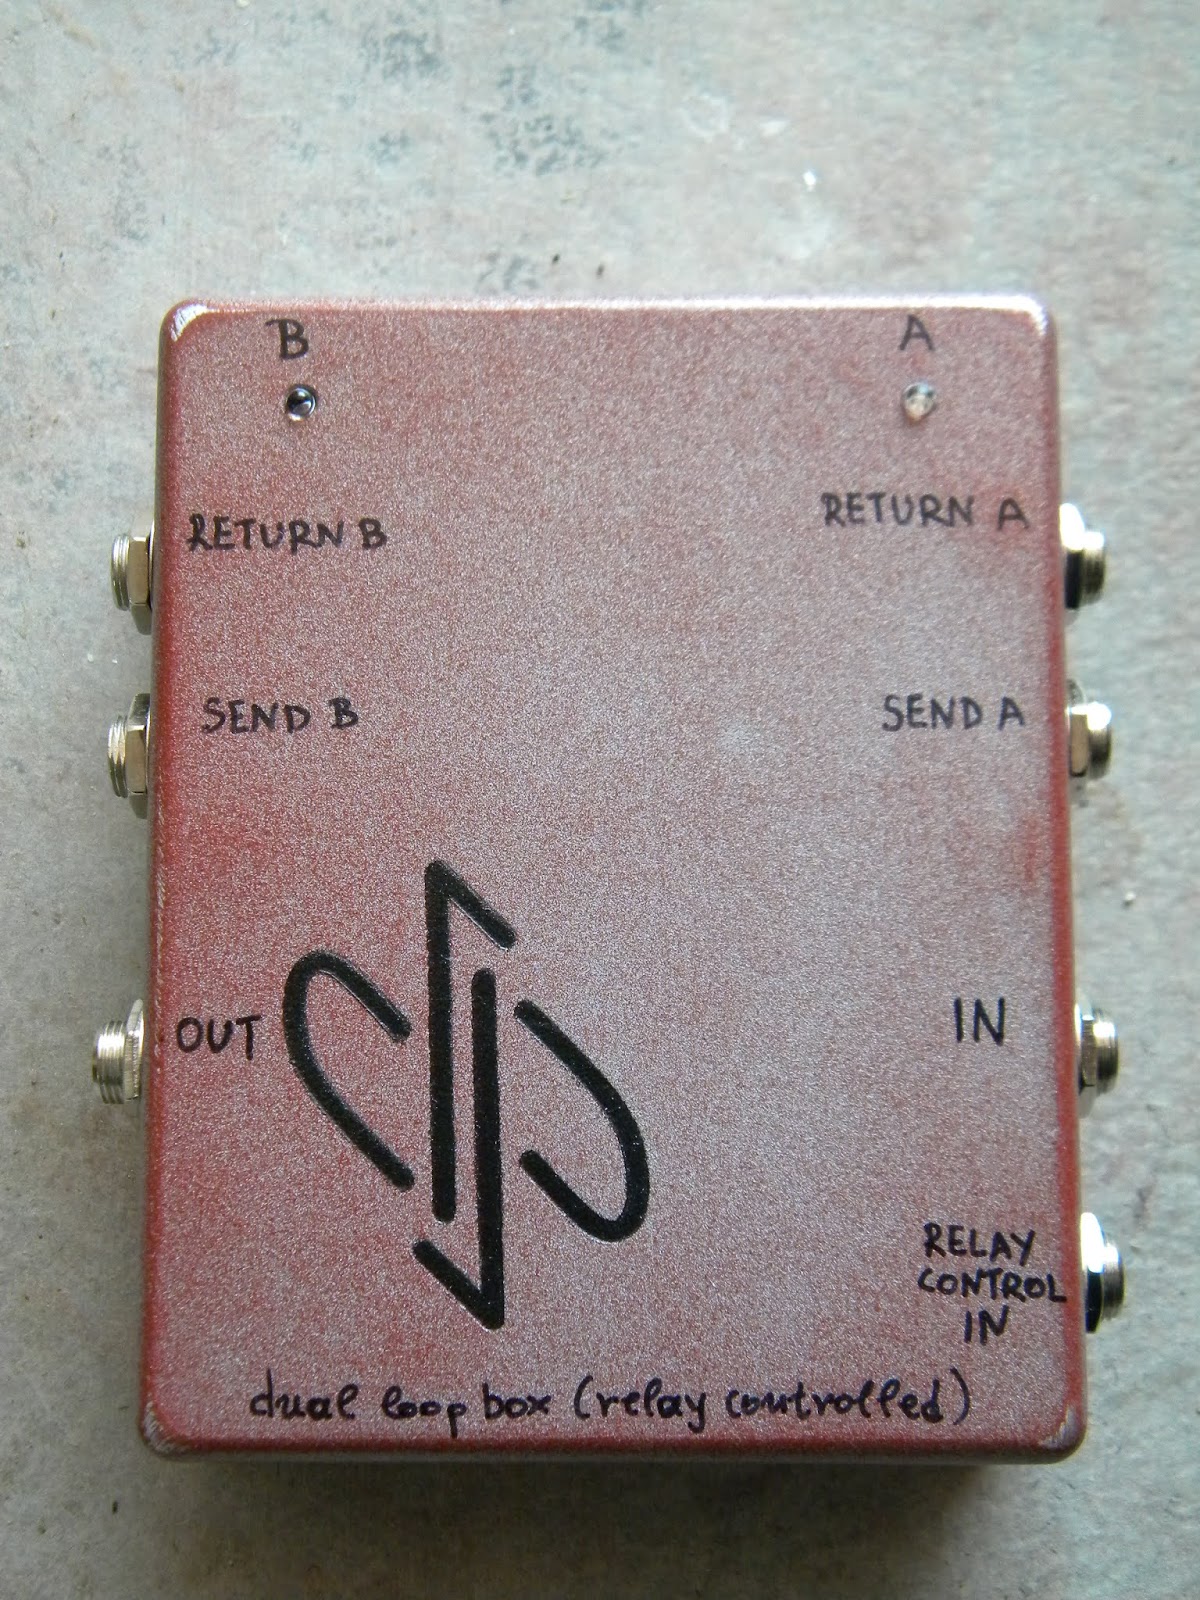 B A
RETURN B RETURN A
SEND B SEND A
OUT IN
RELAY
CONTROL
IN
dual loop box (relay controlled)